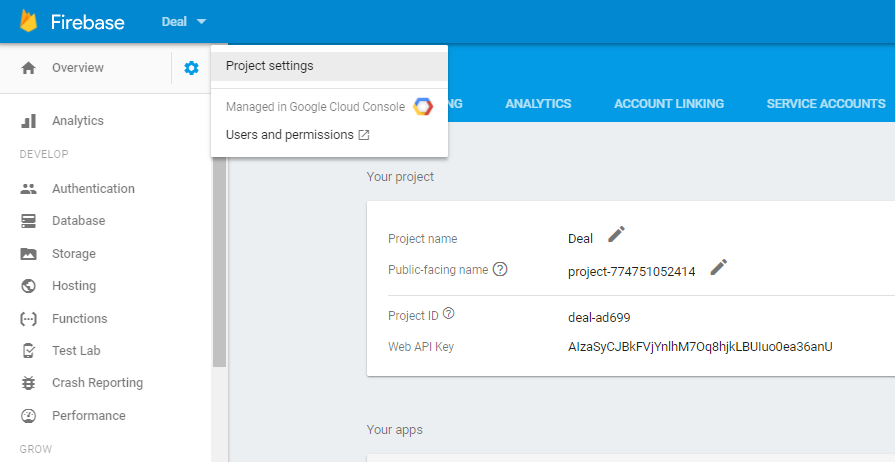 Firebase
Deal
Overview
Project settings
Managed in Google Cloud Console
Users and permissions
NG
ANALYTICS
ACCOUNT LINKING
SERVICE ACCOUNTS
Analytics
DEVELOP
Authentication
Database
Storage
Hosting
Functions
Test Lab
Crash Reporting
Performance
GROW
Your project
Project name
Deal
Public-facing name ?
project-774751052414
Project ID ?
deal-ad699
Web API Key
AIzaSyCJBkFVjYnlhM7Oq8hjkLBUIuo0ea36anU
Your apps